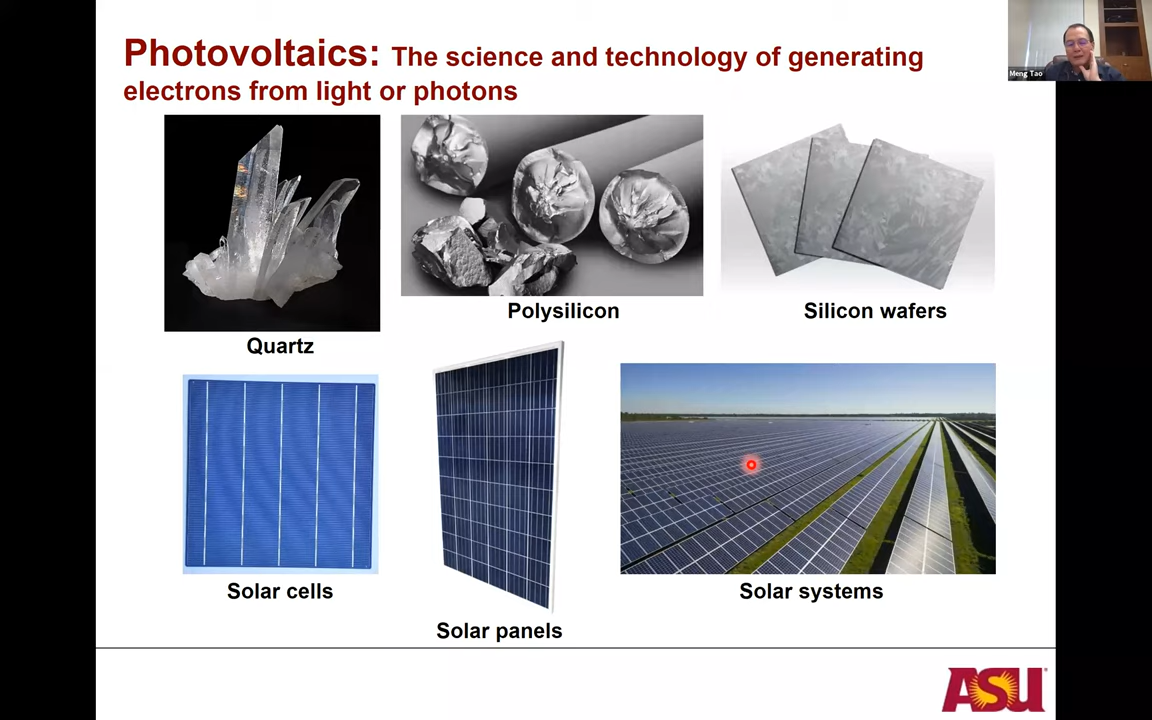 Photovoltaics: The science and technology of generating
electrons from light or photons
Meng Tao
Quartz
Polysilicon
Silicon wafers
Solar cells
Solar panels
Solar systems
ASU